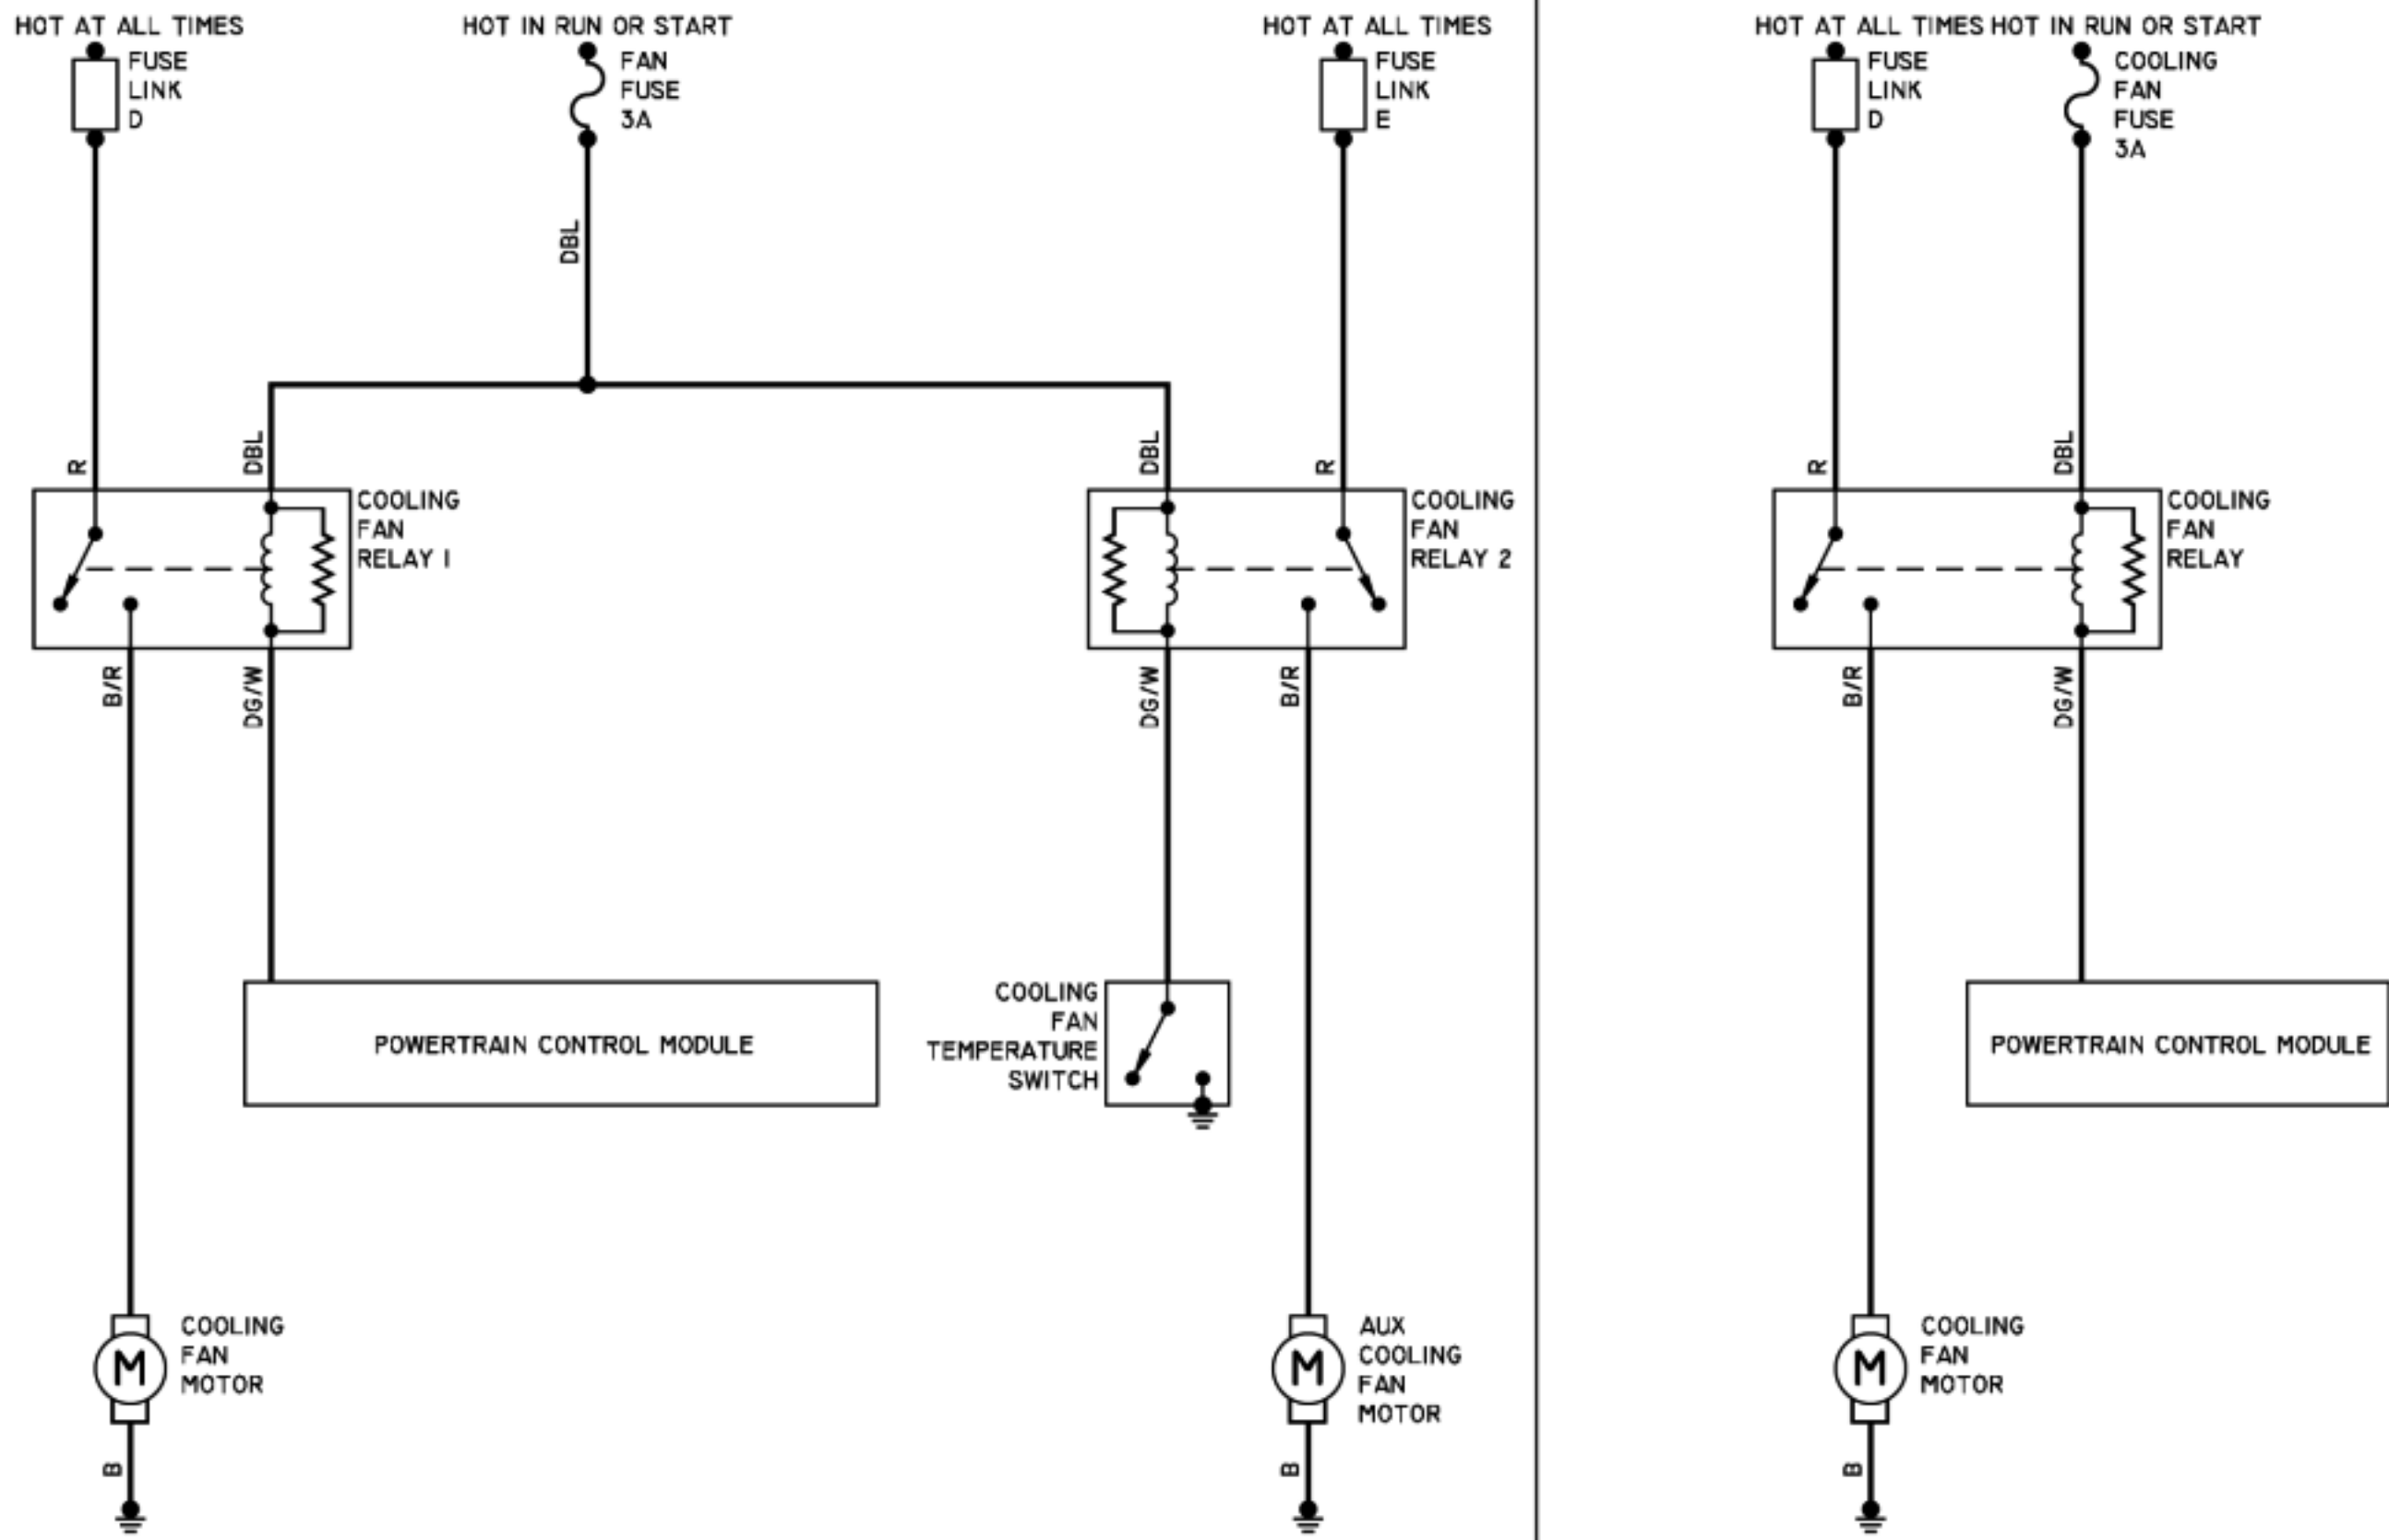 HOT AT ALL TIMES
FUSE
LINK
D
HOT IN RUN OR START
FAN
FUSE
3A
HOT AT ALL TIMES
FUSE
LINK
E
DBL
R
DBL
COOLING
FAN
RELAY 1
DBL
R
COOLING
FAN
RELAY 2
B/R
DG/W
DG/W
B/R
POWERTRAIN CONTROL MODULE
COOLING
FAN
TEMPERATURE
SWITCH
M
COOLING
FAN
MOTOR
B
M
AUX
COOLING
FAN
MOTOR
B
HOT AT ALL TIMES
FUSE
LINK
D
HOT IN RUN OR START
COOLING
FAN
FUSE
3A
R
DBL
COOLING
FAN
RELAY
B/R
DG/W
POWERTRAIN CONTROL MODULE
M
COOLING
FAN
MOTOR
B